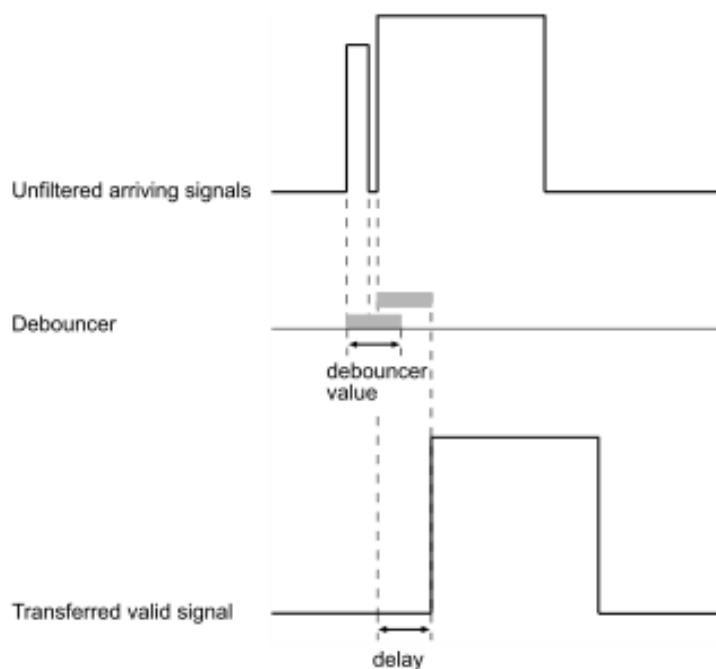 Unfiltered arriving signals
Debouncer
debouncer
value
Transferred valid signal
delay